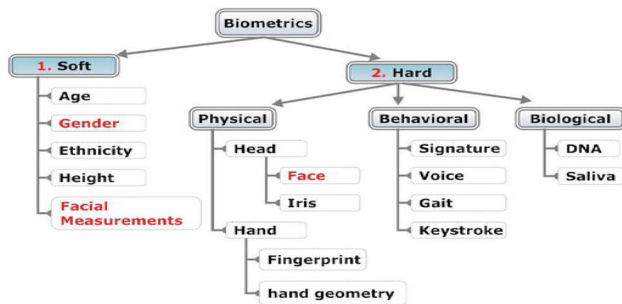 Biometrics
1. Soft
2. Hard
Age
Gender
Ethnicity
Height
Facial
Measurements
Physical
Behavioral
Biological
Head
Face
Iris
Hand
Fingerprint
hand geometry
Signature
Voice
Gait
Keystroke
DNA
Saliva